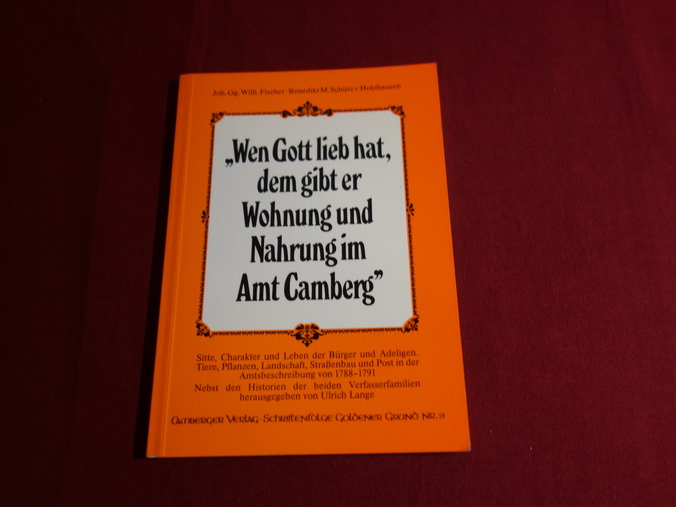 Joh. Gg. Wilh. Fischer · Benedikt M. Schütz v. Holzhausen
„Wen Gott lieb hat,
dem gibt er
Wohnung und
Nahrung im
Amt Camberg”
Sitte, Charakter und Leben der Bürger und Adeligen.
Tiere, Pflanzen, Landschaft, Straßenbau und Post in der
Amtsbeschreibung von 1788–1791
Nebst den Historien der beiden Verfasserfamilien
herausgegeben von Ulrich Lange
Camberger Verlag · Schriftenfolge Goldener Grund Nr. 21